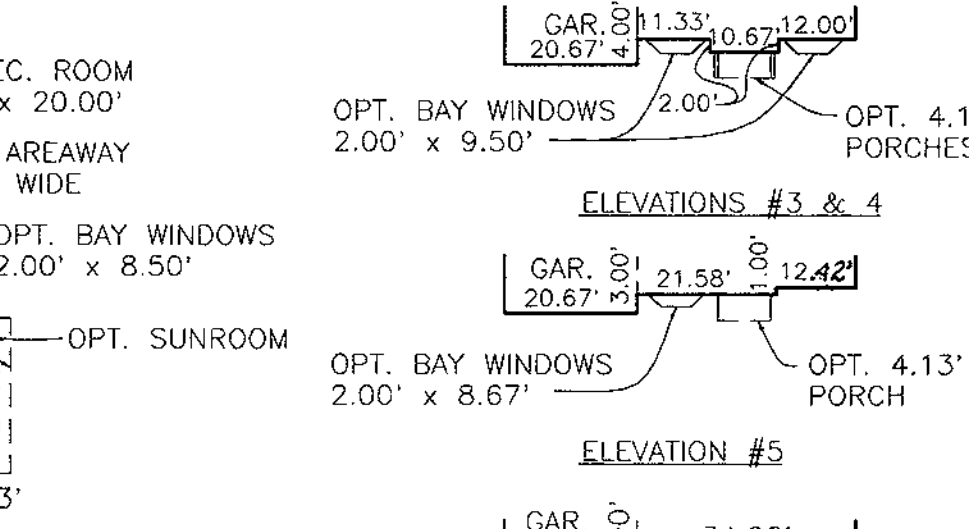 EC. ROOM
x 20.00'
AREAWAY
WIDE
OPT. BAY WINDOWS
2.00' x 8.50'
OPT. SUNROOM
3'
GAR.
20.67'
4.00'
11.33'
10.67'
12.00'
2.00'
OPT. BAY WINDOWS
2.00' x 9.50'
OPT. 4.1
PORCHES
ELEVATIONS #3 & 4
GAR.
20.67'
3.00'
21.58'
1.00'
12.42'
OPT. BAY WINDOWS
2.00' x 8.67'
OPT. 4.13'
PORCH
ELEVATION #5
GAR